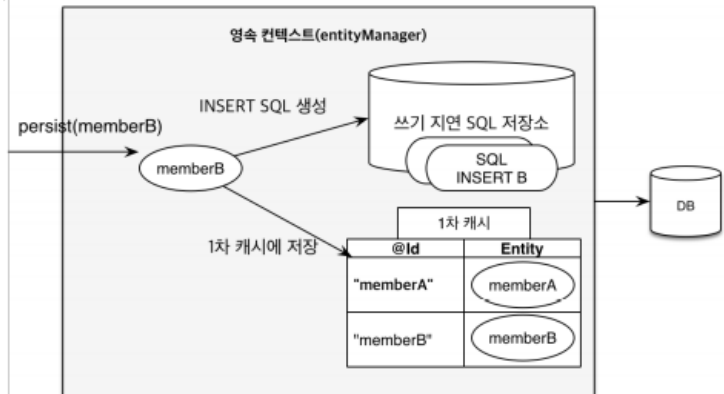 영속 컨텍스트(entityManager)
INSERT SQL 생성
persist(memberB)
쓰기 지연 SQL 저장소
memberB
SQL
INSERT B
DB
1차 캐시
1차 캐시에 저장
@Id Entity
"memberA" memberA
"memberB" memberB